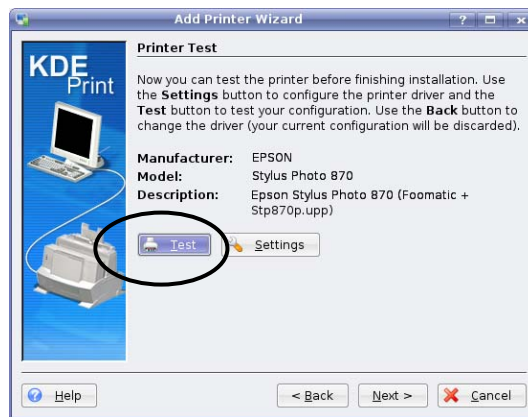 Add Printer Wizard
KDE
Print
Printer Test
Now you can test the printer before finishing installation. Use
the Settings button to configure the printer driver and the
Test button to test your configuration. Use the Back button to
change the driver (your current configuration will be discarded).
Manufacturer: EPSON
Model: Stylus Photo 870
Description: Epson Stylus Photo 870 (Foomatic +
Stp870p.upp)
Test Settings
Help < Back Next > Cancel